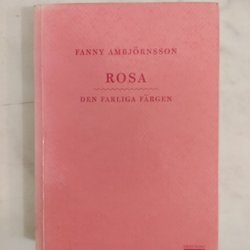 FANNY AMBJÖRNSSON
ROSA
DEN FARLIGA FÄRGEN